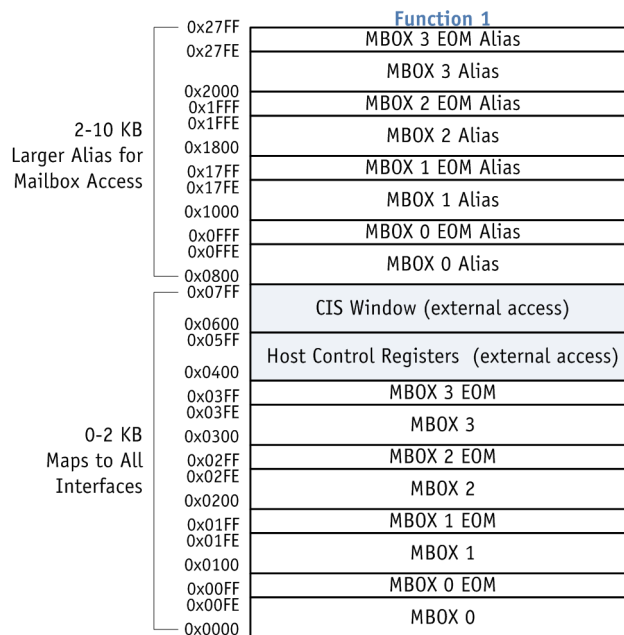 Function 1
0x27FF
MBOX 3 EOM Alias
0x27FE
MBOX 3 Alias
0x2000
0x1FFF
MBOX 2 EOM Alias
0x1FFE
MBOX 2 Alias
0x1800
0x17FF
MBOX 1 EOM Alias
0x17FE
MBOX 1 Alias
0x1000
0x0FFF
MBOX 0 EOM Alias
0x0FFE
MBOX 0 Alias
0x0800
2-10 KB
Larger Alias for
Mailbox Access
0x07FF
CIS Window (external access)
0x0600
0x05FF
Host Control Registers (external access)
0x0400
0x03FF
MBOX 3 EOM
0x03FE
MBOX 3
0x0300
0x02FF
MBOX 2 EOM
0x02FE
MBOX 2
0x0200
0x01FF
MBOX 1 EOM
0x01FE
MBOX 1
0x0100
0x00FF
MBOX 0 EOM
0x00FE
MBOX 0
0x0000
0-2 KB
Maps to All
Interfaces